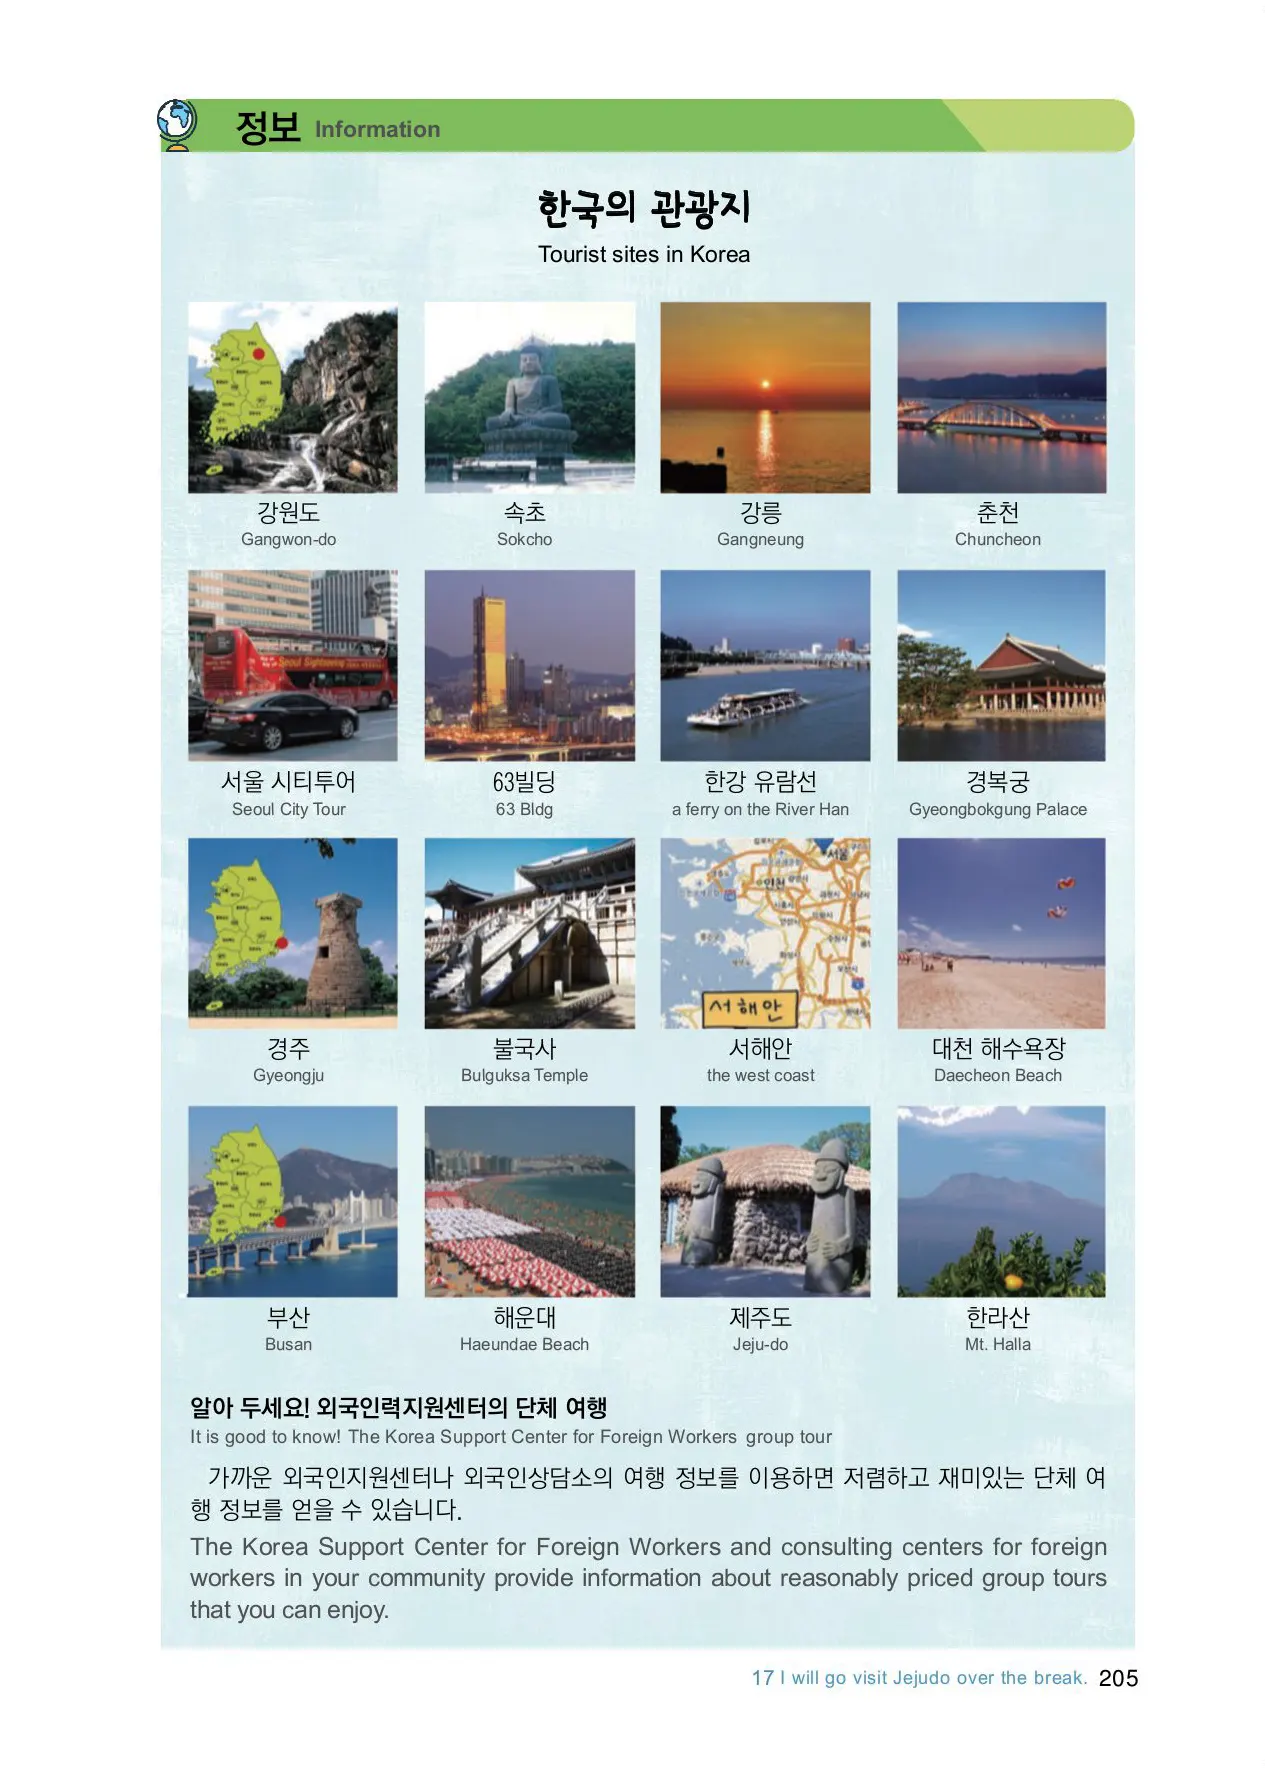 정보 Information
한국의 관광지
Tourist sites in Korea
강원도 속초 강릉 춘천
Gangwon-do Sokcho Gangneung Chuncheon
Seoul Sightseeing
서울 시티투어 63빌딩 한강 유람선 경복궁
Seoul City Tour 63 Bldg a ferry on the River Han Gyeongbokgung Palace
서울
인천
서해안
경주 불국사 서해안 대천 해수욕장
Gyeongju Bulguksa Temple the west coast Daecheon Beach
부산 해운대 제주도 한라산
Busan Haeundae Beach Jeju-do Mt. Halla
알아 두세요! 외국인력지원센터의 단체 여행
It is good to know! The Korea Support Center for Foreign Workers group tour
가까운 외국인지원센터나 외국인상담소의 여행 정보를 이용하면 저렴하고 재미있는 단체 여
행 정보를 얻을 수 있습니다.
The Korea Support Center for Foreign Workers and consulting centers for foreign
workers in your community provide information about reasonably priced group tours
that you can enjoy.
17 I will go visit Jejudo over the break. 205